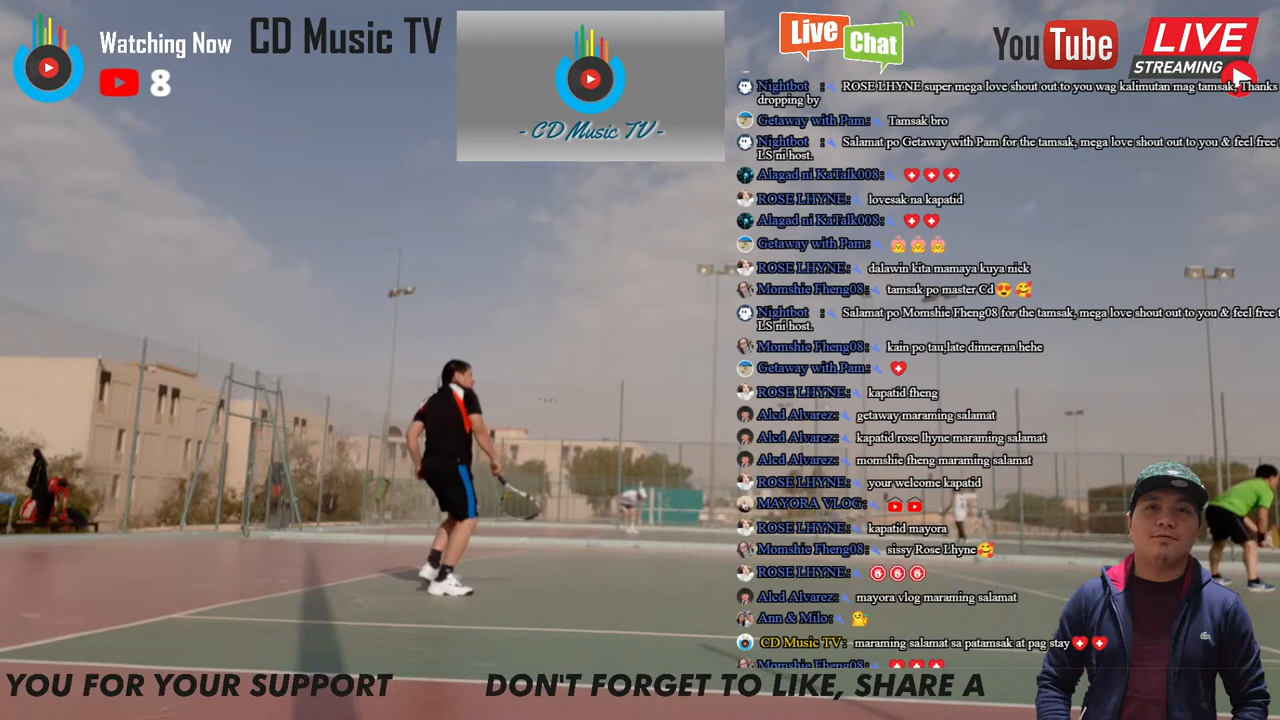 Watching Now
CD Music TV
8
- CD Music TV -
Live
Chat
YouTube
LIVE
STREAMING
Nightbot : ROSE LHYNE super mega love shout out to you wag kalimutan mag tamsak, Thanks
dropping by
Getaway with Pam: Tamsak bro
Nightbot : Salamat po Getaway with Pam for the tamsak, mega love shout out to you & feel free
LS ni host.
Alagad ni KaTalk008:
ROSE LHYNE: lovesak na kapatid
Alagad ni KaTalk008:
Getaway with Pam:
ROSE LHYNE: dalawin kita mamaya kuya nick
Momshie Fheng08: tamsak po master Cd😍🥰
Nightbot : Salamat po Momshie Fheng08 for the tamsak, mega love shout out to you & feel free
LS ni host.
Momshie Fheng08: kain po tau,late dinner na hehe
Getaway with Pam:
ROSE LHYNE: kapatid fheng
Alcd Alvarez: getaway maraming salamat
Alcd Alvarez: kapatid rose lhyne maraming salamat
Alcd Alvarez: momshie fheng maraming salamat
ROSE LHYNE: your welcome kapatid
MAYORA VLOG:
ROSE LHYNE: kapatid mayora
Momshie Fheng08: sissy Rose Lhyne🥰
ROSE LHYNE:
Alcd Alvarez: mayora vlog maraming salamat
Ann & Milo:
CD Music TV: maraming salamat sa patamsak at pag stay
Momshie Fheng08:
YOU FOR YOUR SUPPORT DON'T FORGET TO LIKE, SHARE A